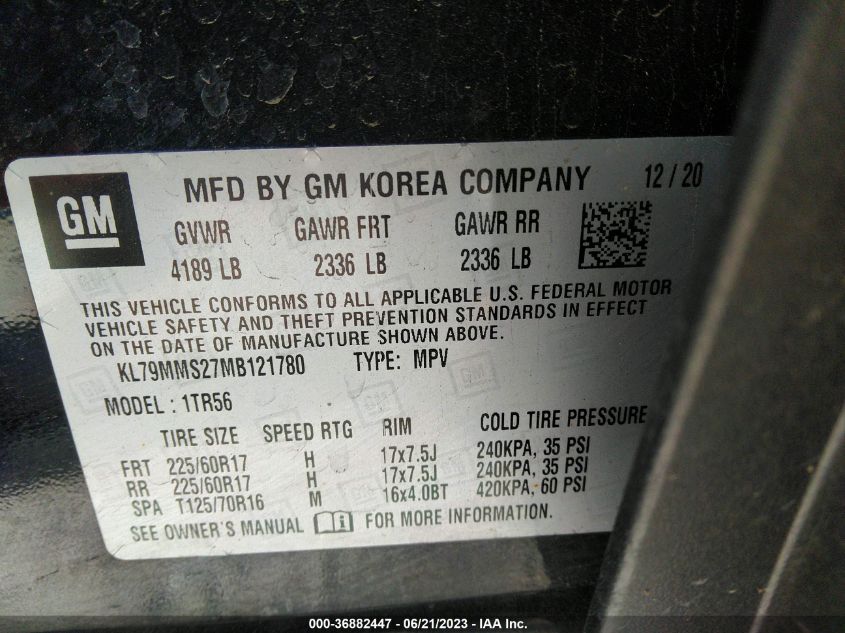 GM
MFD BY GM KOREA COMPANY 12 / 20
GVWR GAWR FRT GAWR RR
4189 LB 2336 LB 2336 LB
THIS VEHICLE CONFORMS TO ALL APPLICABLE U.S. FEDERAL MOTOR
VEHICLE SAFETY AND THEFT PREVENTION STANDARDS IN EFFECT
ON THE DATE OF MANUFACTURE SHOWN ABOVE.
KL79MMS27MB121780 TYPE: MPV
MODEL : 1TR56
TIRE SIZE SPEED RTG RIM COLD TIRE PRESSURE
FRT 225/60R17 H 17x7.5J 240KPA, 35 PSI
RR 225/60R17 H 17x7.5J 240KPA, 35 PSI
SPA T125/70R16 M 16x4.0BT 420KPA, 60 PSI
SEE OWNER'S MANUAL i FOR MORE INFORMATION.
000-36882447 - 06/21/2023 - IAA Inc.